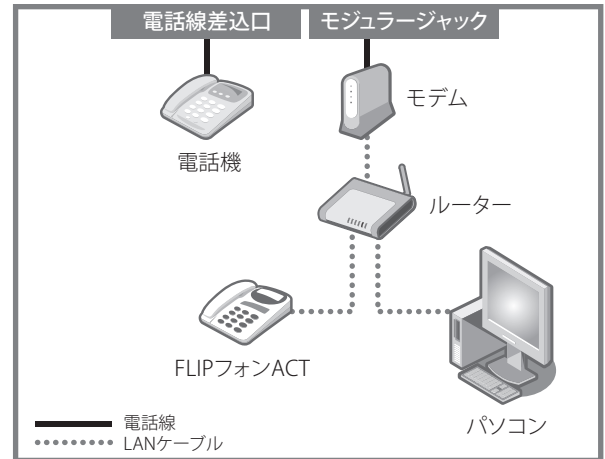 電話線差込口
モジュラージャック
モデム
電話機
ルーター
FLIPフォンACT
パソコン
電話線
LANケーブル